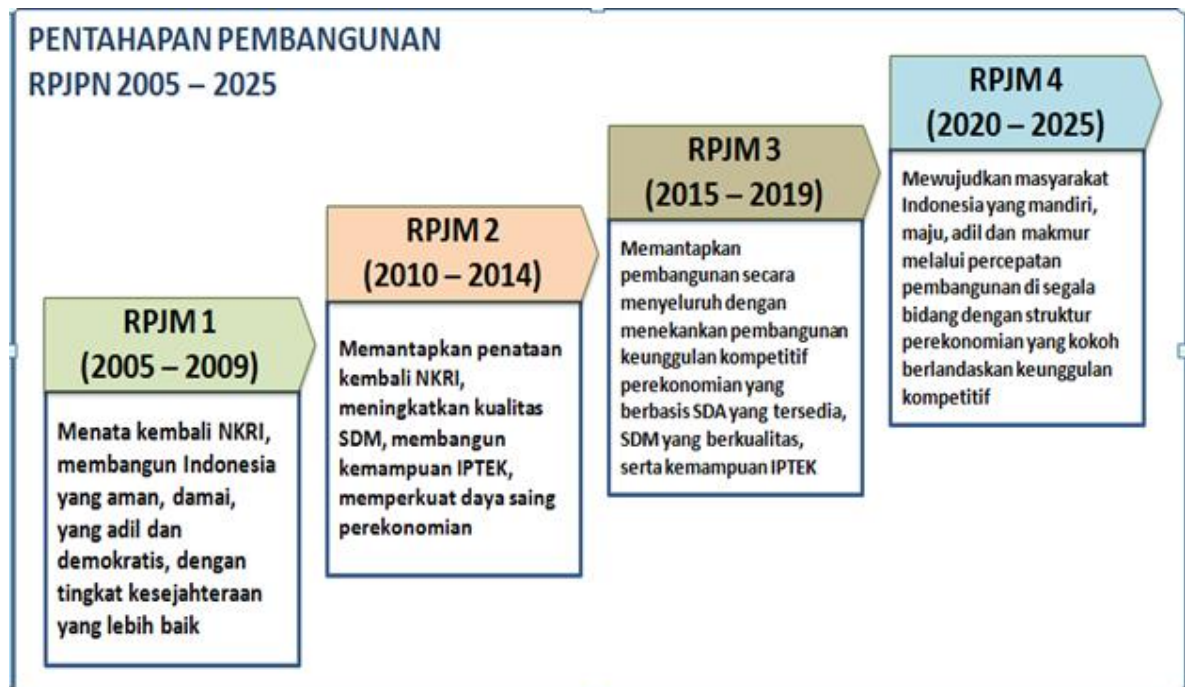 PENTAHAPAN PEMBANGUNAN
RPJPN 2005 – 2025
RPJM 1
(2005 – 2009)
Menata kembali NKRI,
membangun Indonesia
yang aman, damai,
yang adil dan
demokratis, dengan
tingkat kesejahteraan
yang lebih baik
RPJM 2
(2010 – 2014)
Memantapkan penataan
kembali NKRI,
meningkatkan kualitas
SDM, membangun
kemampuan IPTEK,
memperkuat daya saing
perekonomian
RPJM 3
(2015 – 2019)
Memantapkan
pembangunan secara
menyeluruh dengan
menekankan pembangunan
keunggulan kompetitif
perekonomian yang
berbasis SDA yang tersedia,
SDM yang berkualitas,
serta kemampuan IPTEK
RPJM 4
(2020 – 2025)
Mewujudkan masyarakat
Indonesia yang mandiri,
maju, adil dan makmur
melalui percepatan
pembangunan di segala
bidang dengan struktur
perekonomian yang kokoh
berlandaskan keunggulan
kompetitif